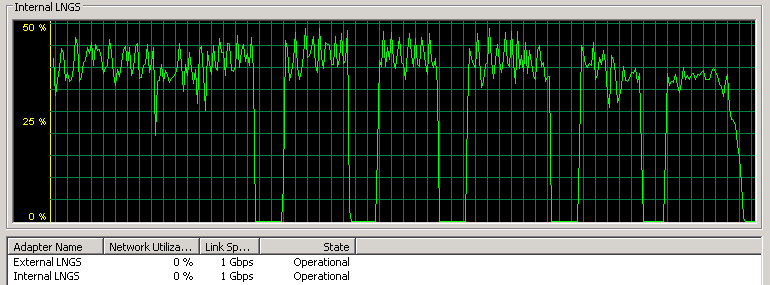 Internal LNGS
50 %
25 %
0 %
Adapter Name Network Utiliza... Link Sp... State
External LNGS 0 % 1 Gbps Operational
Internal LNGS 0 % 1 Gbps Operational